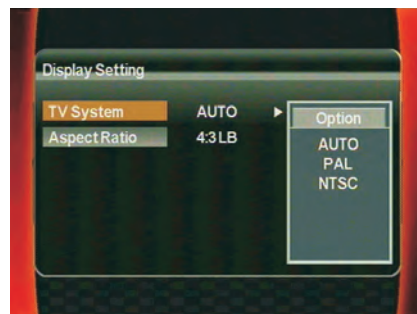 Display Setting
TV System AUTO
Aspect Ratio 4:3 LB
Option
AUTO
PAL
NTSC